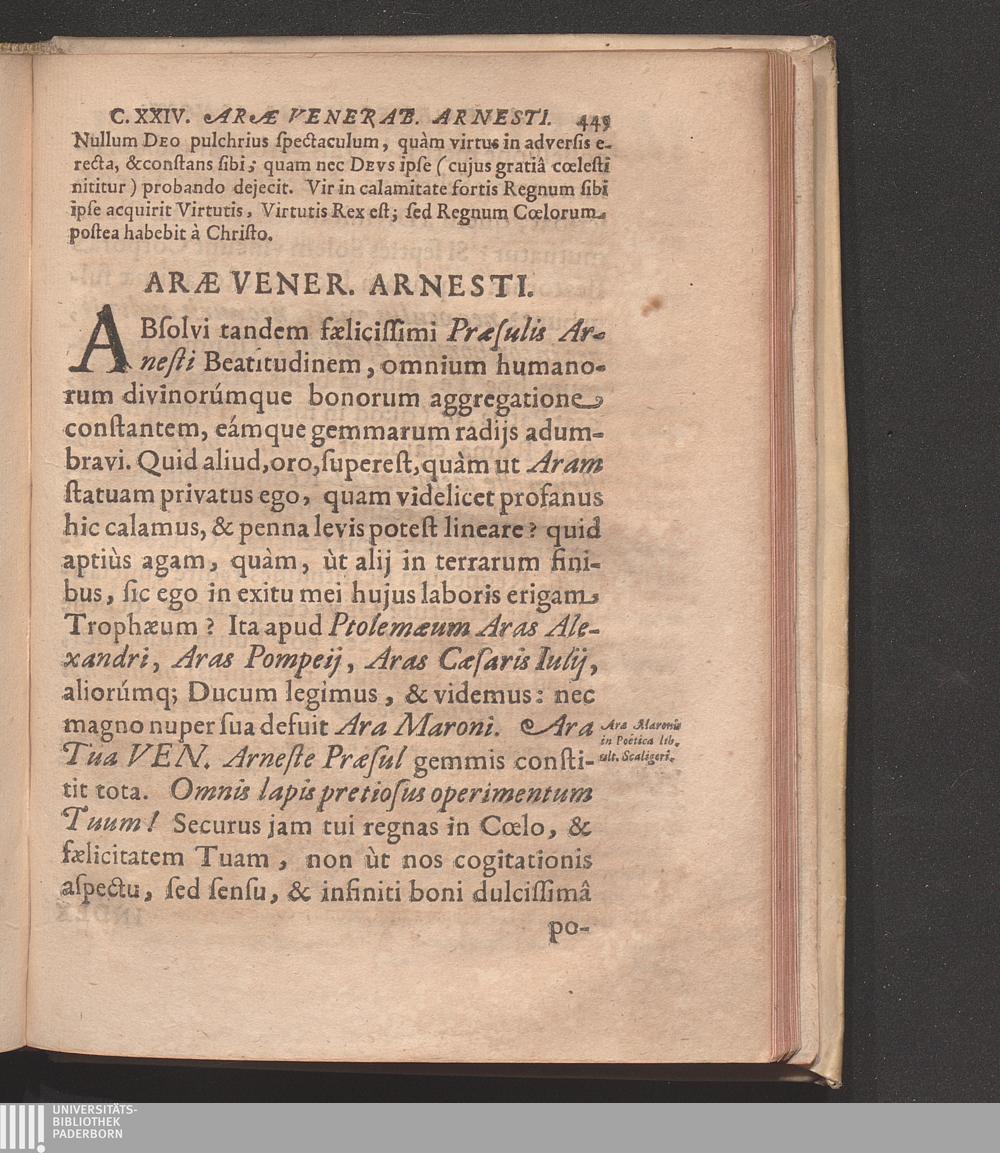 C. XXIV. ARÆ VENERAB. ARNESTI. 449
Nullum DEO pulchrius ſpectaculum, quàm virtus in adverſis e-
recta, &conſtans ſibi; quam nec DEVS ipſe (cujus gratiâ cœleſti
nititur) probando dejecit. Vir in calamitate fortis Regnum ſibi
ipſe acquirit Virtutis, Virtutis Rex eſt; ſed Regnum Cœlorum
poſtea habebit à Chriſto.
ARÆ VENER. ARNESTI.
ABſolvi tandem fæliciſſimi Præſulis Ar-
neſti Beatitudinem, omnium humano-
rum divinorúmque bonorum aggregatione
conſtantem, eámque gemmarum radijs adum-
bravi. Quid aliud, oro, ſupereſt, quàm ut Aram
ſtatuam privatus ego, quam videlicet profanus
hic calamus, & penna levis poteſt lineare? quid
aptiùs agam, quàm, ùt alij in terrarum fini-
bus, ſic ego in exitu mei hujus laboris erigam
Trophæum? Ita apud Ptolemæum Aras Ale-
xandri, Aras Pompeij, Aras Cæſaris Iulij,
aliorúmq; Ducum legimus, & videmus: nec
magno nuper ſua defuit Ara Maroni. Ara
Tua VEN. Arneſte Præſul gemmis conſti-
tit tota. Omnis lapis pretioſus operimentum
Tuum! Securus jam tui regnas in Cœlo, &
fælicitatem Tuam, non ùt nos cogitationis
aſpectu, ſed ſenſu, & infiniti boni dulciſſimâ
po-
Ara Maronis
in Poëtica lib.
ult. Scaligeri.
UNIVERSITÄTS-
BIBLIOTHEK
PADERBORN